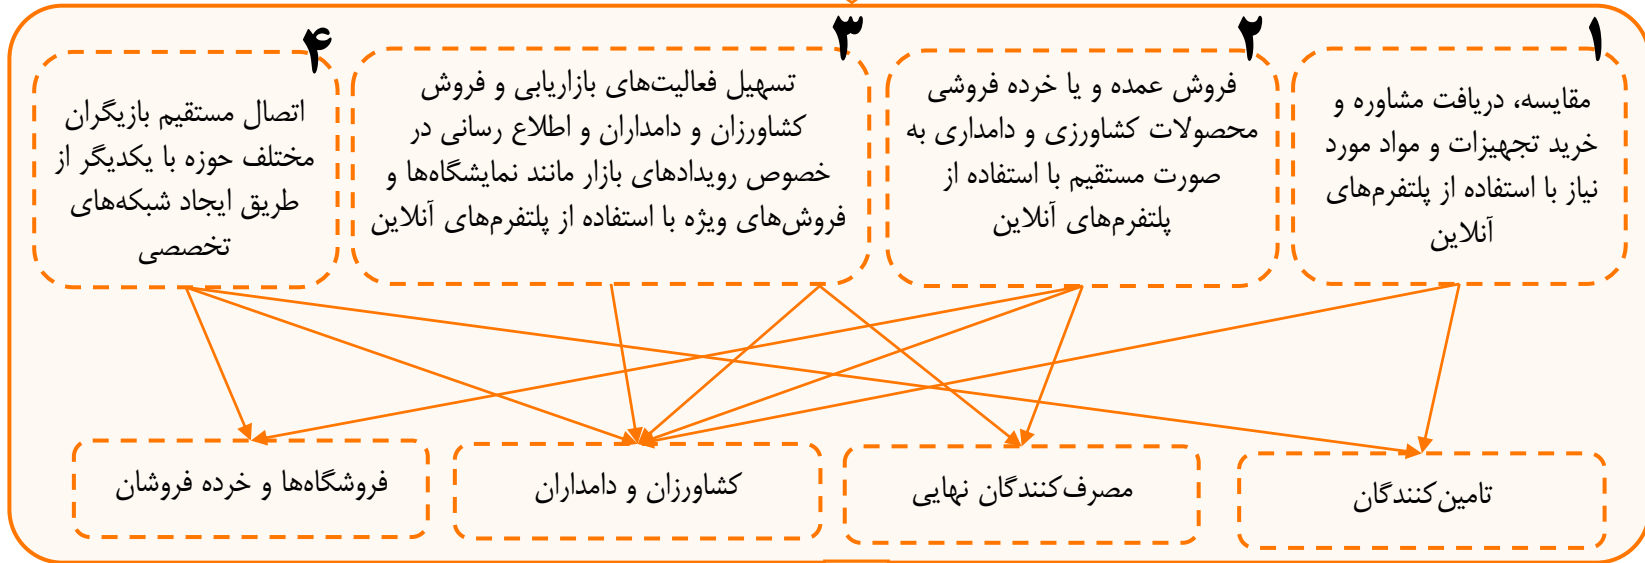 ۱
مقایسه، دریافت مشاوره و
خرید تجهیزات و مواد مورد
نیاز با استفاده از پلتفرم‌های
آنلاین
۲
فروش عمده و یا خرده فروشی
محصولات کشاورزی و دامداری به
صورت مستقیم با استفاده از
پلتفرم‌های آنلاین
۳
تسهیل فعالیت‌های بازاریابی و فروش
کشاورزان و دامداران و اطلاع رسانی در
خصوص رویدادهای بازار مانند نمایشگاه‌ها و
فروش‌های ویژه با استفاده از پلتفرم‌های آنلاین
۴
اتصال مستقیم بازیگران
مختلف حوزه با یکدیگر از
طریق ایجاد شبکه‌های
تخصصی
تامین‌کنندگان
مصرف‌کنندگان نهایی
کشاورزان و دامداران
فروشگاه‌ها و خرده فروشان